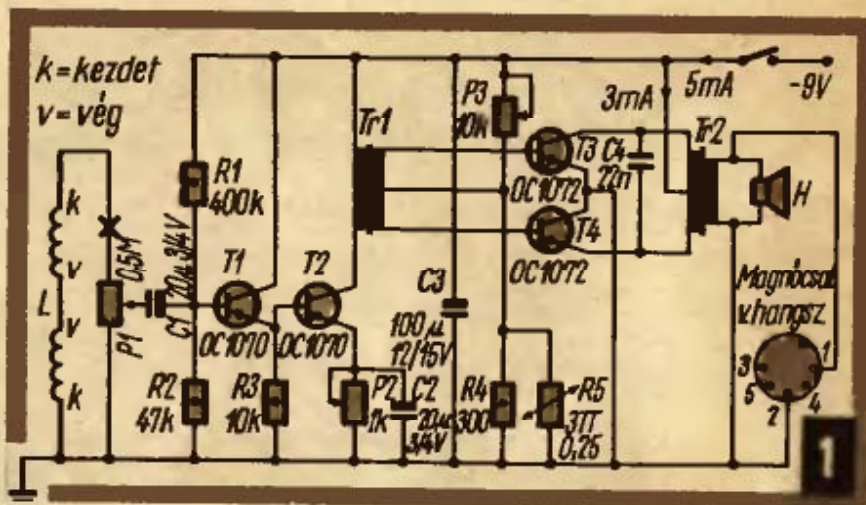 k=kezdet
v=vég
k
v
L
v
k
P1
0,5M
C1 20µ 3/4V
R1
400k
R2
47k
T1
OC1070
R3
10k
T2
OC1070
P2
1k
C2
20µ
3/4V
Tr1
C3
100µ
12/15V
P3
10k
R4
300
R5
3TT
0,25
T3
OC1072
T4
OC1072
C4
22n
3mA
5mA
-9V
Tr2
H
Magnócsat.
v.hangsz.
3
5
2
4
1
1